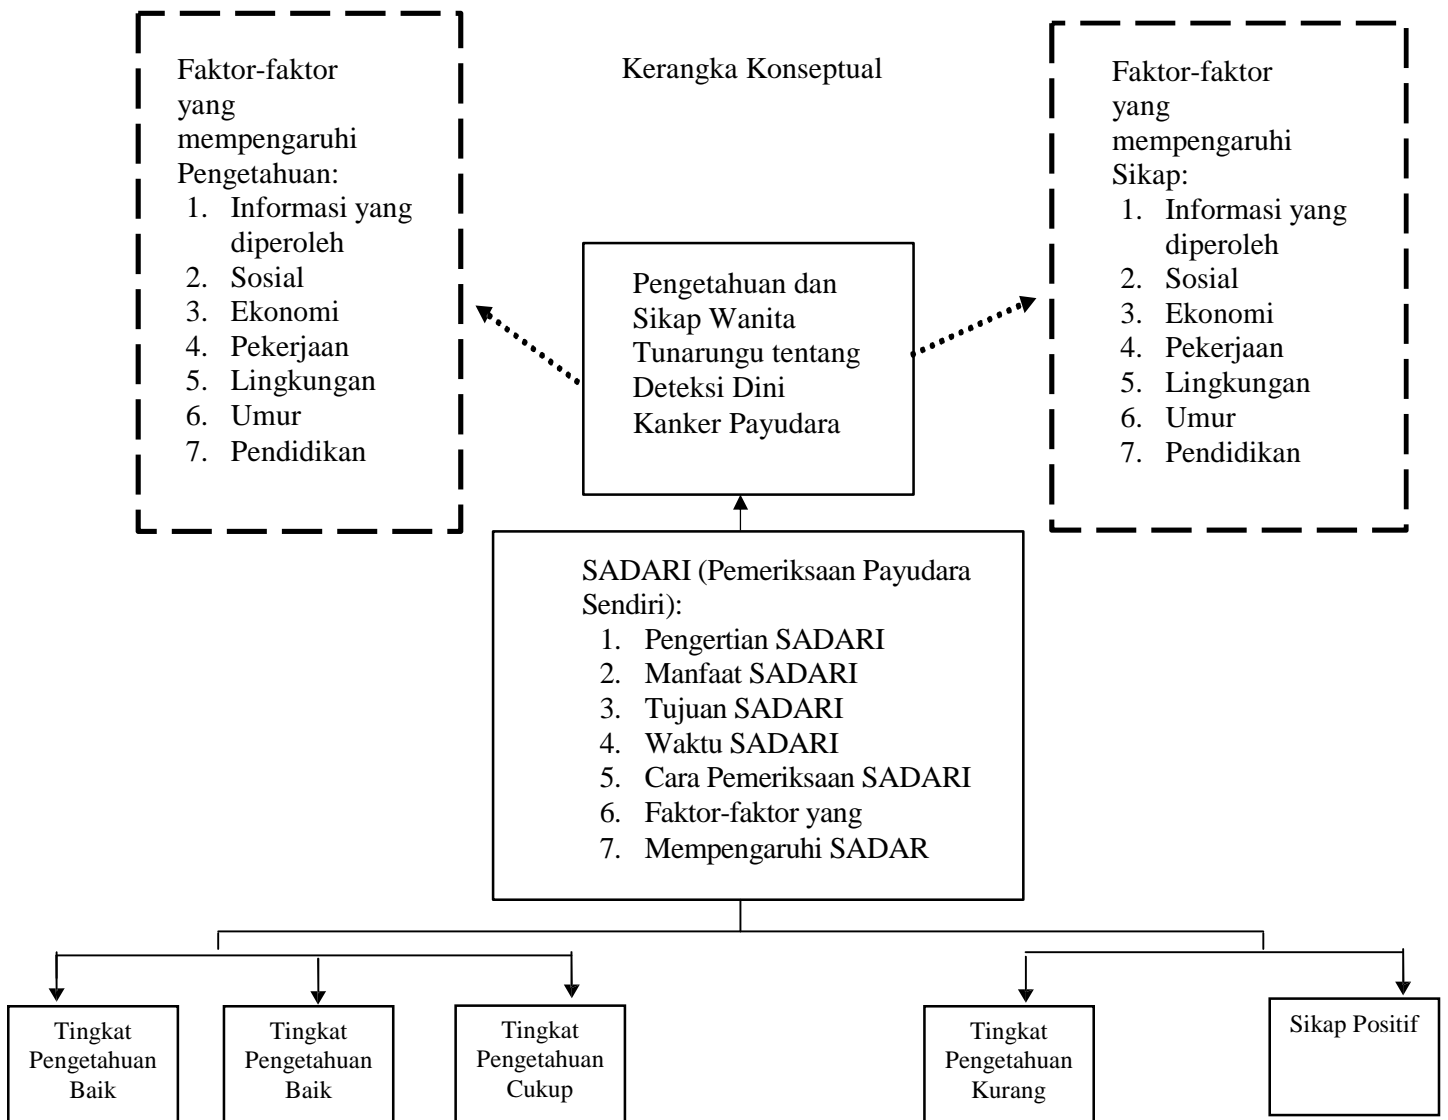 Faktor-faktor
yang
mempengaruhi
Pengetahuan:
1. Informasi yang
diperoleh
2. Sosial
3. Ekonomi
4. Pekerjaan
5. Lingkungan
6. Umur
7. Pendidikan
Kerangka Konseptual
Faktor-faktor
yang
mempengaruhi
Sikap:
1. Informasi yang
diperoleh
2. Sosial
3. Ekonomi
4. Pekerjaan
5. Lingkungan
6. Umur
7. Pendidikan
Pengetahuan dan
Sikap Wanita
Tunarungu tentang
Deteksi Dini
Kanker Payudara
SADARI (Pemeriksaan Payudara
Sendiri):
1. Pengertian SADARI
2. Manfaat SADARI
3. Tujuan SADARI
4. Waktu SADARI
5. Cara Pemeriksaan SADARI
6. Faktor-faktor yang
7. Mempengaruhi SADAR
Tingkat
Pengetahuan
Baik
Tingkat
Pengetahuan
Baik
Tingkat
Pengetahuan
Cukup
Tingkat
Pengetahuan
Kurang
Sikap Positif